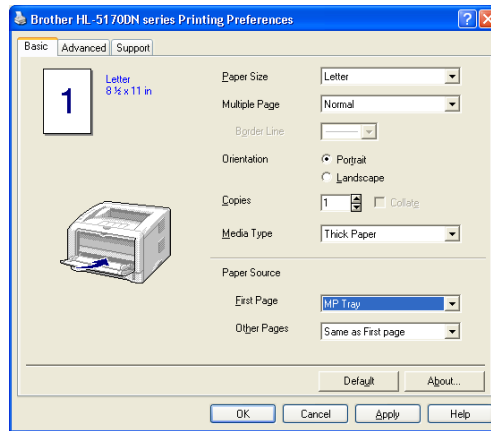 Brother HL-5170DN series Printing Preferences
Basic Advanced Support
Letter
8 ½ x 11 in
1
Paper Size Letter
Multiple Page Normal
Border Line
Orientation Portrait
Landscape
Copies 1 Collate
Media Type Thick Paper
Paper Source
First Page MP Tray
Other Pages Same as First page
Default About...
OK Cancel Apply Help